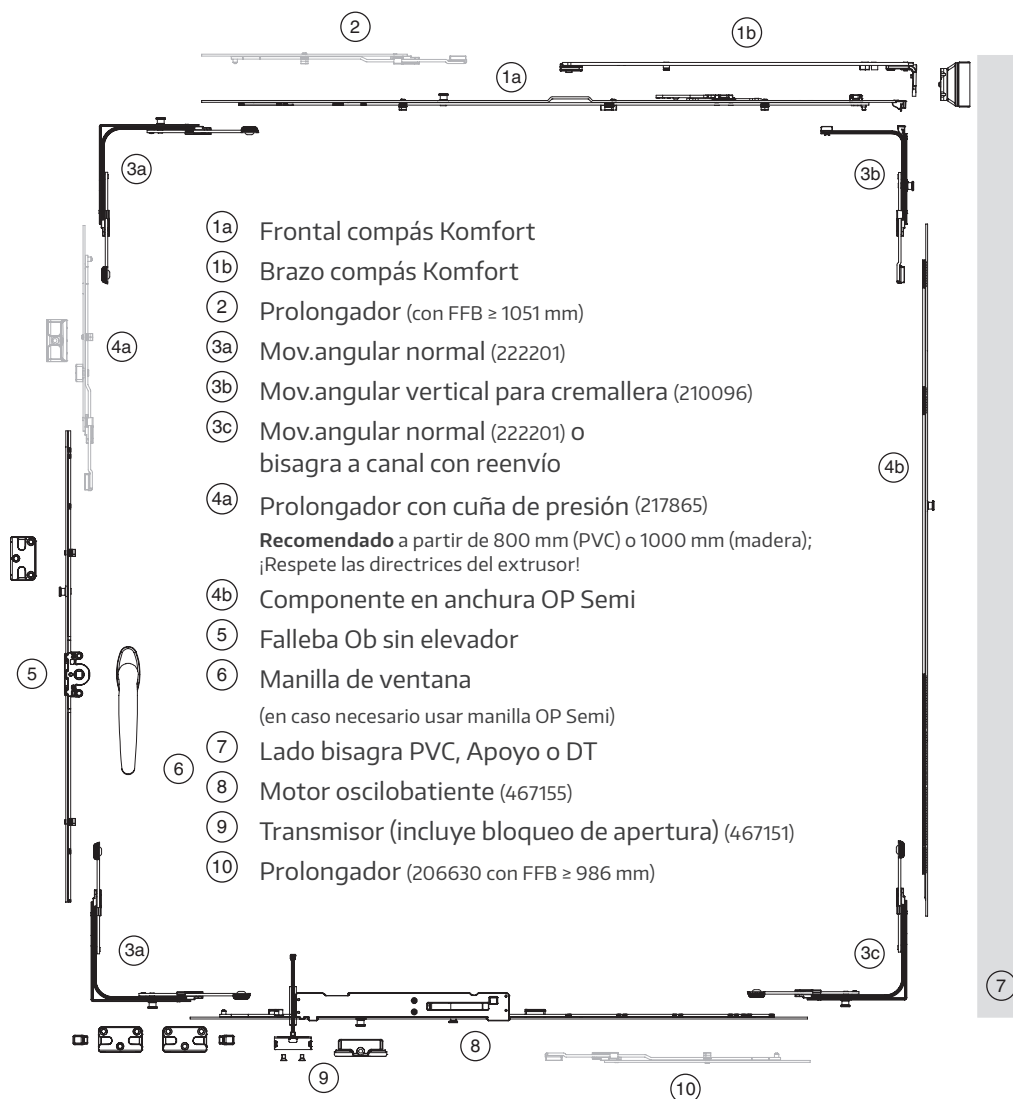 2
1b
1a
3a
3b
1a Frontal compás Komfort
1b Brazo compás Komfort
2 Prolongador (con FFB ≥ 1051 mm)
3a Mov.angular normal (222201)
3b Mov.angular vertical para cremallera (210096)
3c Mov.angular normal (222201) o
bisagra a canal con reenvío
4a Prolongador con cuña de presión (217865)
Recomendado a partir de 800 mm (PVC) o 1000 mm (madera);
¡Respete las directrices del extrusor!
4b Componente en anchura OP Semi
5 Falleba Ob sin elevador
6 Manilla de ventana
(en caso necesario usar manilla OP Semi)
7 Lado bisagra PVC, Apoyo o DT
8 Motor oscilobatiente (467155)
9 Transmisor (incluye bloqueo de apertura) (467151)
10 Prolongador (206630 con FFB ≥ 986 mm)
4a
4b
5
6
3a
3c
7
8
9
10